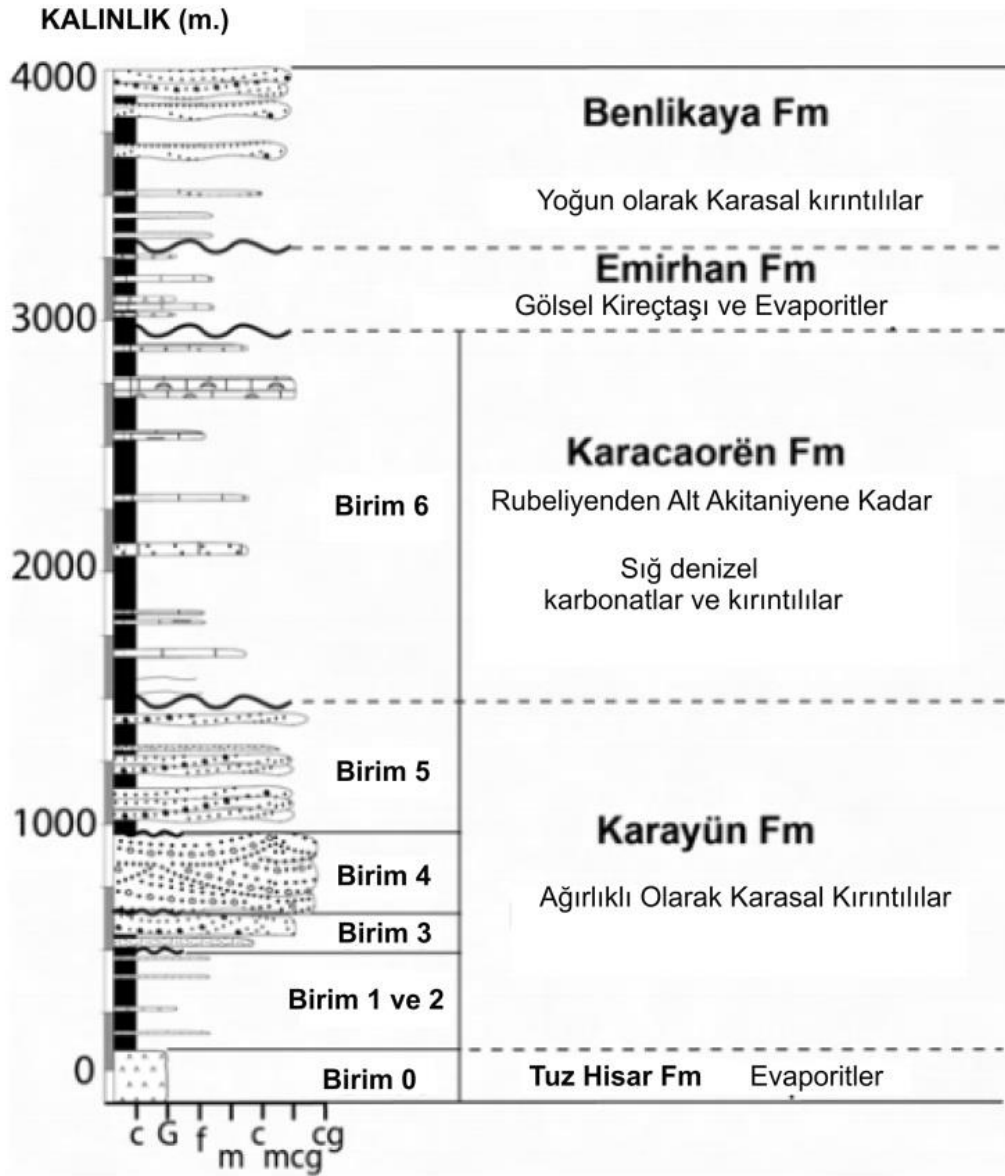 KALINLIK (m.)
4000
Benlikaya Fm
Yoğun olarak Karasal kırıntılılar
Emirhan Fm
Gölsel Kireçtaşı ve Evaporitler
3000
Karacaorën Fm
Birim 6
Rubeliyenden Alt Akitaniyene Kadar
2000
Sığ denizel
karbonatlar ve kırıntılılar
Birim 5
1000
Karayün Fm
Birim 4
Ağırlıklı Olarak Karasal Kırıntılılar
Birim 3
Birim 1 ve 2
0
Birim 0
Tuz Hisar Fm Evaporitler
c G f m c mcg cg